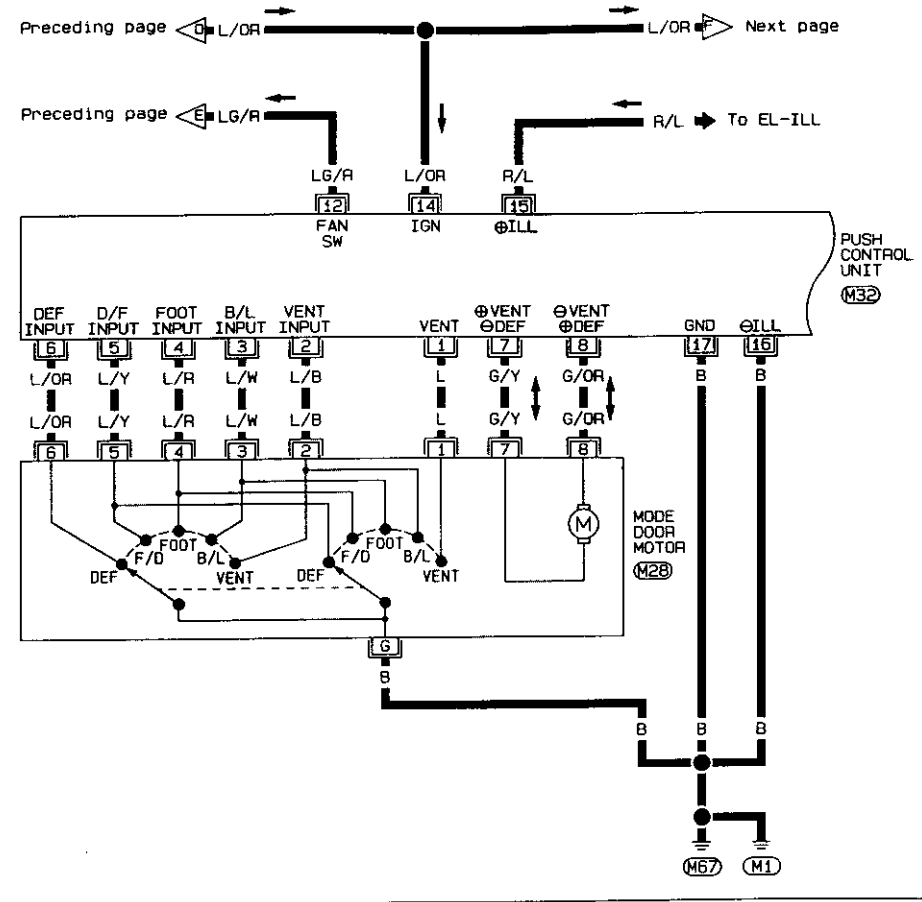 Preceding page D L/OR L/OR F Next page
Preceding page E LG/R R/L To EL-ILL
LG/R L/OR R/L
12 14 15
FAN SW IGN ⊕ILL
PUSH CONTROL UNIT
M32
DEF INPUT D/F INPUT FOOT INPUT B/L INPUT VENT INPUT VENT ⊕VENT ⊖DEF ⊖VENT ⊕DEF GND ⊖ILL
6 5 4 3 2 1 7 8 17 16
L/OR L/Y L/R L/W L/B L G/Y G/OR B B
L/OR L/Y L/R L/W L/B L G/Y G/OR
6 5 4 3 2 1 7 8
M
MODE DOOR MOTOR
M28
DEF F/D FOOT B/L VENT DEF F/D FOOT B/L VENT
G
B
B B B
M67 M1